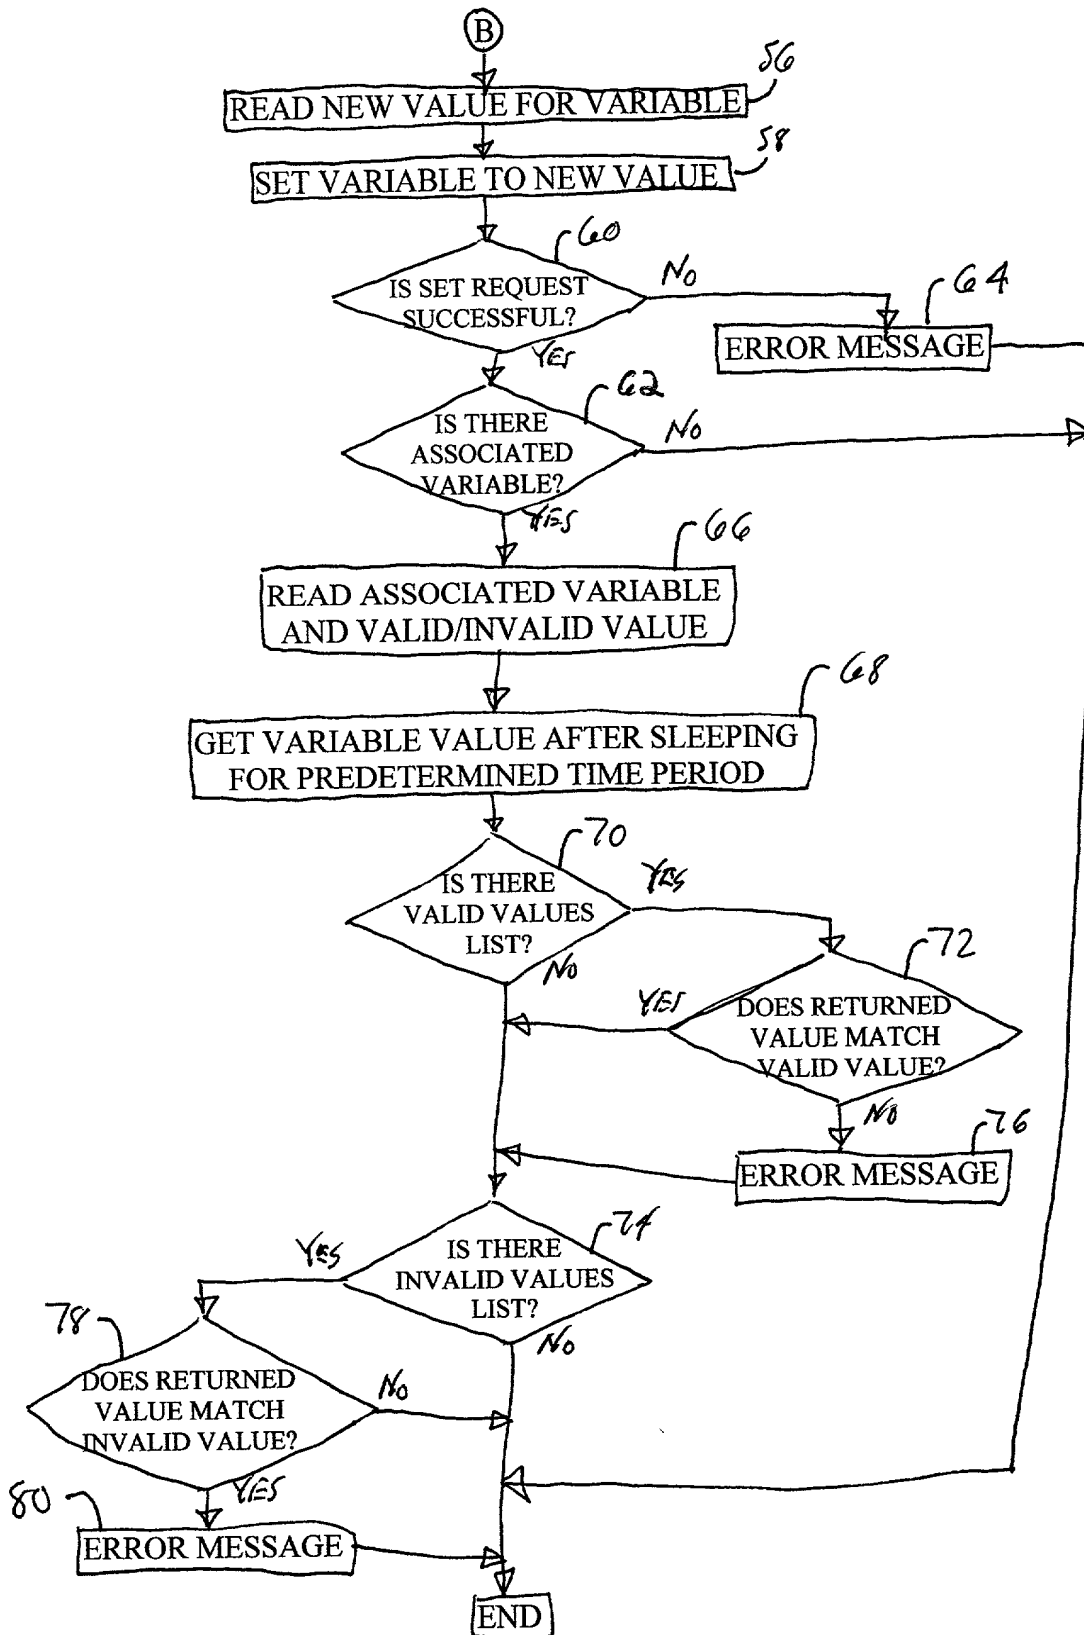 B
56
READ NEW VALUE FOR VARIABLE
58
SET VARIABLE TO NEW VALUE
60
IS SET REQUEST
SUCCESSFUL?
No
YES
64
ERROR MESSAGE
62
IS THERE
ASSOCIATED
VARIABLE?
No
YES
66
READ ASSOCIATED VARIABLE
AND VALID/INVALID VALUE
68
GET VARIABLE VALUE AFTER SLEEPING
FOR PREDETERMINED TIME PERIOD
70
IS THERE
VALID VALUES
LIST?
YES
No
72
DOES RETURNED
VALUE MATCH
VALID VALUE?
YES
No
76
ERROR MESSAGE
74
IS THERE
INVALID VALUES
LIST?
YES
No
78
DOES RETURNED
VALUE MATCH
INVALID VALUE?
No
YES
80
ERROR MESSAGE
END